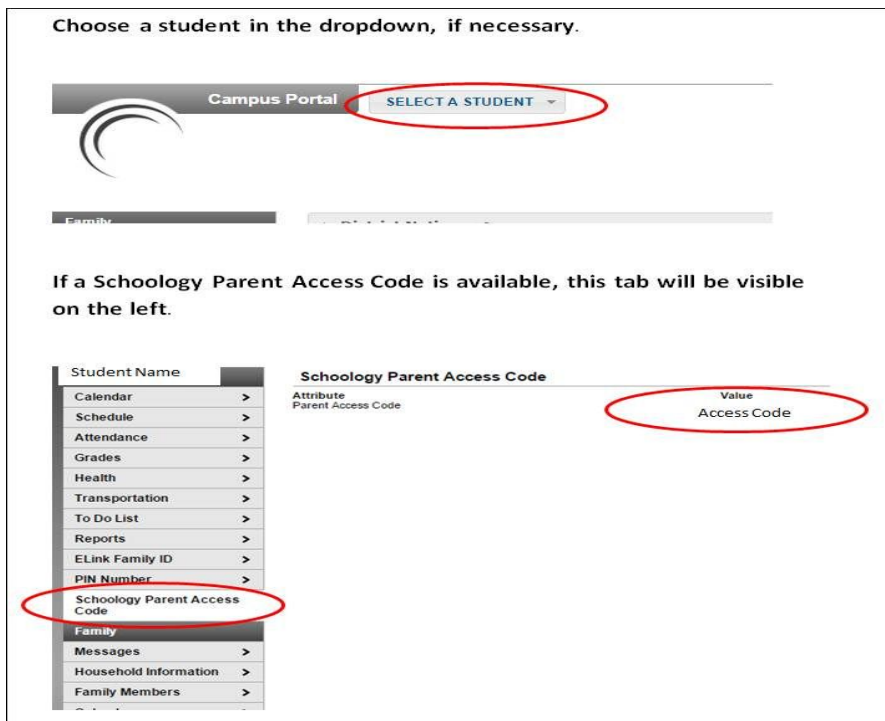 Choose a student in the dropdown, if necessary.
Campus Portal
SELECT A STUDENT
Family
If a Schoology Parent Access Code is available, this tab will be visible
on the left.
Student Name
Calendar >
Schedule >
Attendance >
Grades >
Health >
Transportation >
To Do List >
Reports >
ELink Family ID >
PIN Number >
Schoology Parent Access
Code
Family
Messages >
Household Information >
Family Members >
Schoology Parent Access Code
Attribute Value
Parent Access Code Access Code